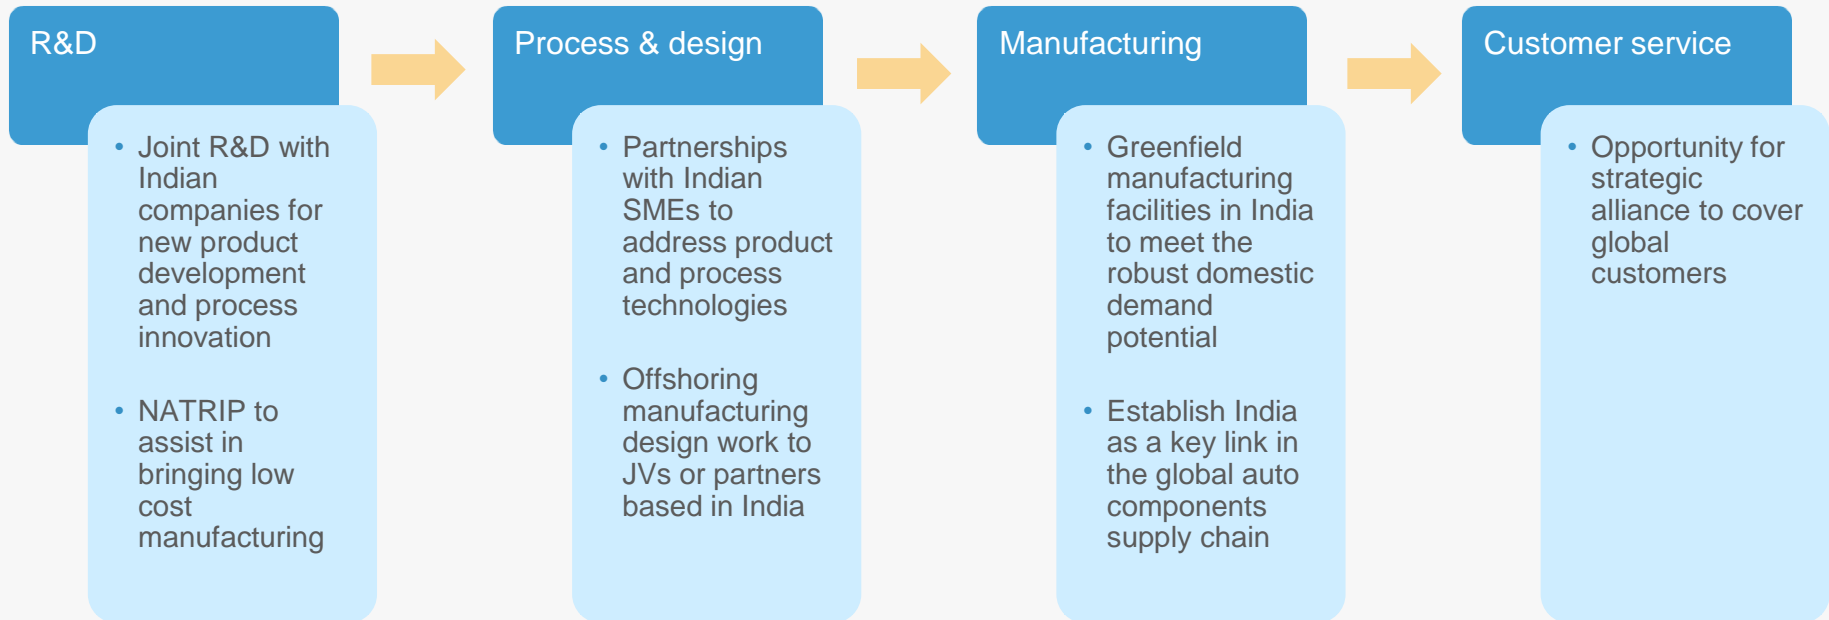 R&D
• Joint R&D with
Indian
companies for
new product
development
and process
innovation
• NATRIP to
assist in
bringing low
cost
manufacturing
Process & design
• Partnerships
with Indian
SMEs to
address product
and process
technologies
• Offshoring
manufacturing
design work to
JVs or partners
based in India
Manufacturing
• Greenfield
manufacturing
facilities in India
to meet the
robust domestic
demand
potential
• Establish India
as a key link in
the global auto
components
supply chain
Customer service
• Opportunity for
strategic
alliance to cover
global
customers